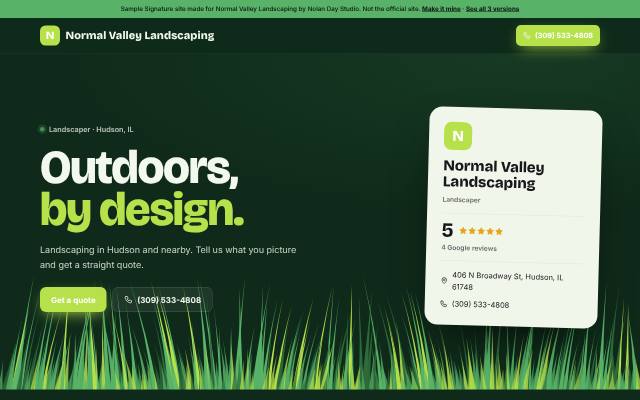 Sample Signature site made for Normal Valley Landscaping by Nolan Day Studio. Not the official site. Make it mine · See all 3 versions
N Normal Valley Landscaping
(309) 533-4808
Landscaper · Hudson, IL
Outdoors,
by design.
Landscaping in Hudson and nearby. Tell us what you picture
and get a straight quote.
Get a quote
(309) 533-4808
N
Normal Valley
Landscaping
Landscaper
5 ★★★★★
4 Google reviews
406 N Broadway St, Hudson, IL
61748
(309) 533-4808